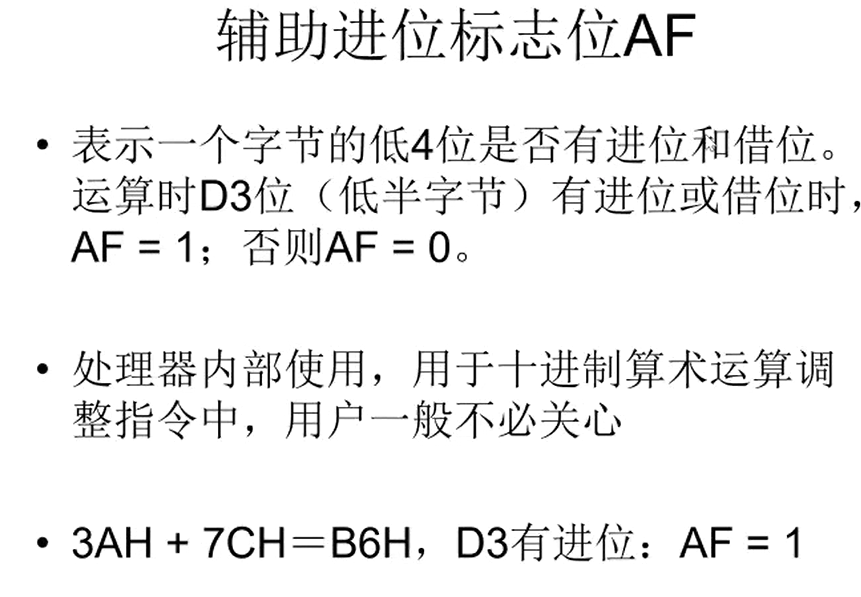 辅助进位标志位AF
• 表示一个字节的低4位是否有进位和借位。
运算时D3位（低半字节）有进位或借位时，
AF = 1；否则AF = 0。
• 处理器内部使用，用于十进制算术运算调
整指令中，用户一般不必关心
• 3AH + 7CH＝B6H，D3有进位：AF = 1